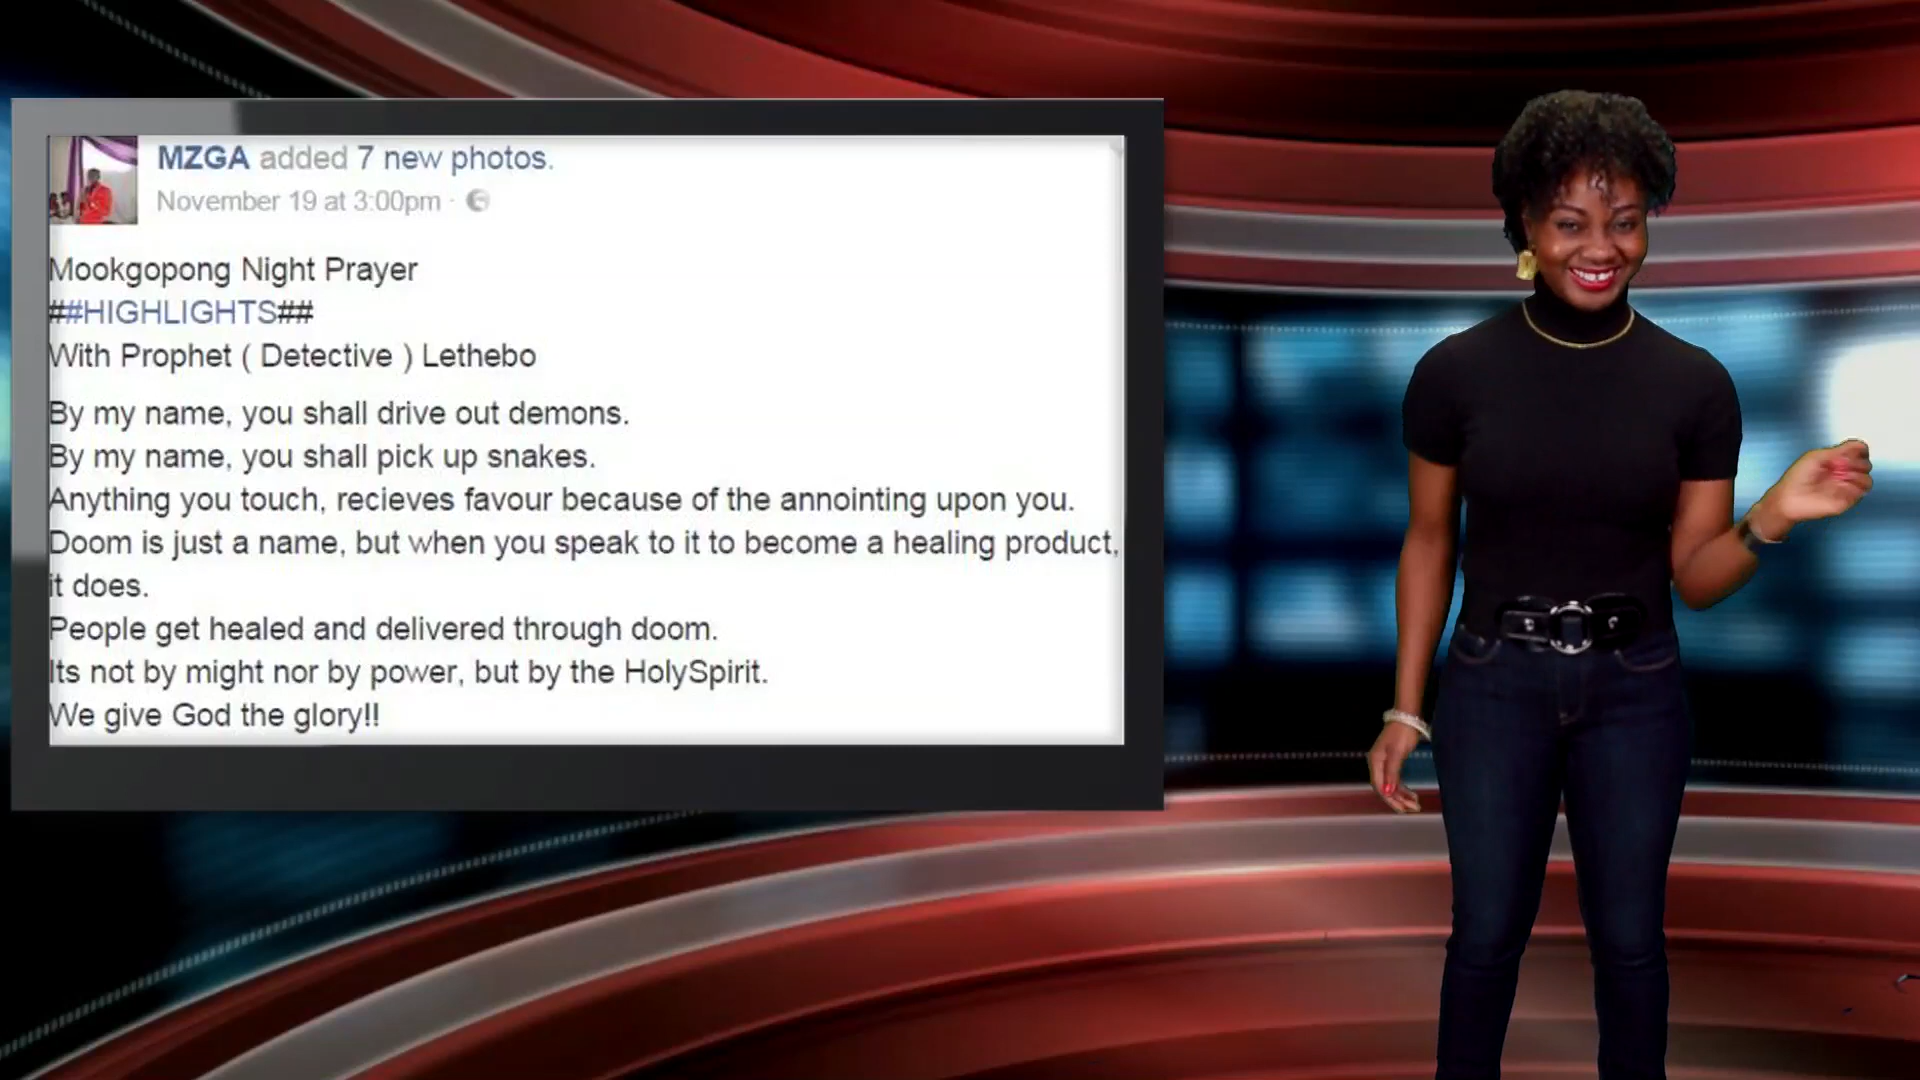 MZGA added 7 new photos.
November 19 at 3:00pm ·
Mookgopong Night Prayer
##HIGHLIGHTS##
With Prophet ( Detective ) Lethebo
By my name, you shall drive out demons.
By my name, you shall pick up snakes.
Anything you touch, recieves favour because of the annointing upon you.
Doom is just a name, but when you speak to it to become a healing product,
it does.
People get healed and delivered through doom.
Its not by might nor by power, but by the HolySpirit.
We give God the glory!!